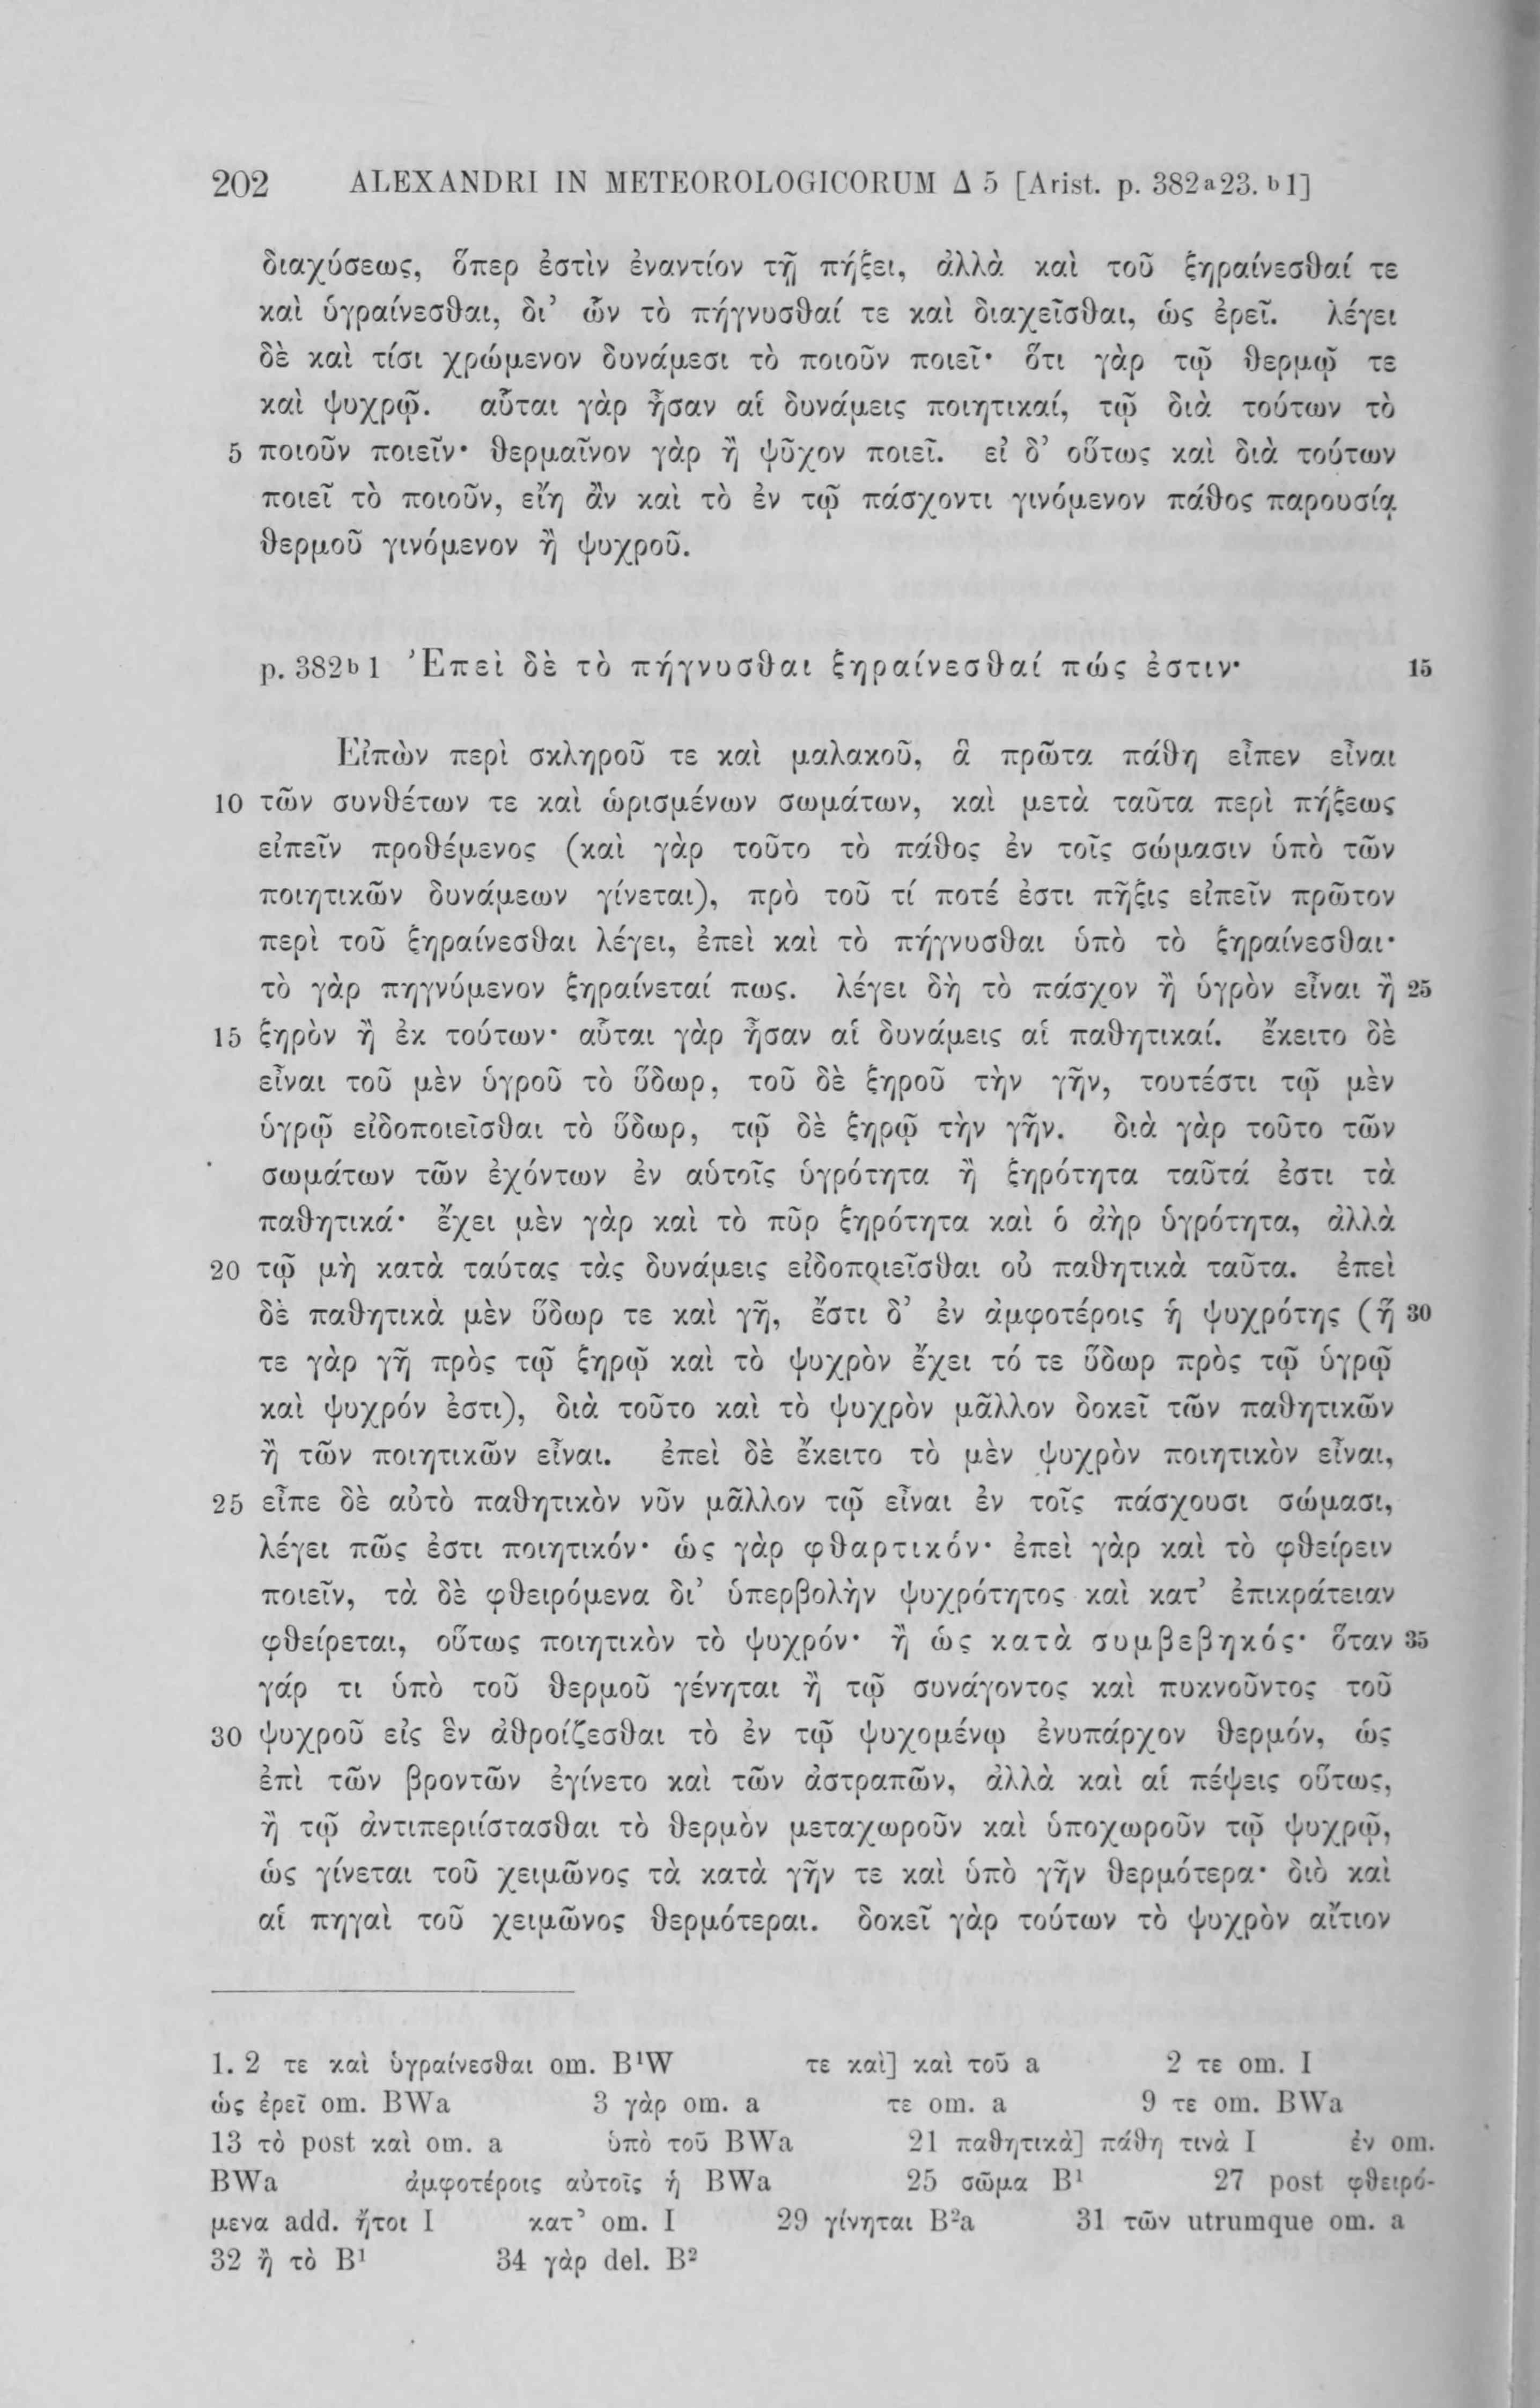 202 ALEXANDRI IN METEOROLOGICORUM Δ 5 [Arist. p. 382a23. b1]
διαχύσεως, ὅπερ ἐστὶν ἐναντίον τῇ πήξει, ἀλλὰ καὶ τοῦ ξηραίνεσθαί τε
καὶ ὑγραίνεσθαι, δι’ ὧν τὸ πήγνυσθαί τε καὶ διαχεῖσθαι, ὡς ἐρεῖ. λέγει
δὲ καὶ τίσι χρώμενον δυνάμεσι τὸ ποιοῦν ποιεῖ· ὅτι γὰρ τῷ θερμῷ τε
καὶ ψυχρῷ. αὗται γὰρ ἦσαν αἱ δυνάμεις ποιητικαί, τῷ διὰ τούτων τὸ
5 ποιοῦν ποιεῖν· θερμαῖνον γὰρ ἢ ψῦχον ποιεῖ. εἰ δ’ οὕτως καὶ διὰ τούτων
ποιεῖ τὸ ποιοῦν, εἴη ἂν καὶ τὸ ἐν τῷ πάσχοντι γινόμενον πάθος παρουσίᾳ
θερμοῦ γινόμενον ἢ ψυχροῦ.
p. 382b1 Ἐπεὶ δὲ τὸ πήγνυσθαι ξηραίνεσθαί πώς ἐστιν· 15
Εἰπὼν περὶ σκληροῦ τε καὶ μαλακοῦ, ἃ πρῶτα πάθη εἶπεν εἶναι
10 τῶν συνθέτων τε καὶ ὡρισμένων σωμάτων, καὶ μετὰ ταῦτα περὶ πήξεως
εἰπεῖν προθέμενος (καὶ γὰρ τοῦτο τὸ πάθος ἐν τοῖς σώμασιν ὑπὸ τῶν
ποιητικῶν δυνάμεων γίνεται), πρὸ τοῦ τί ποτέ ἐστι πῆξις εἰπεῖν πρῶτον
περὶ τοῦ ξηραίνεσθαι λέγει, ἐπεὶ καὶ τὸ πήγνυσθαι ὑπὸ τὸ ξηραίνεσθαι·
τὸ γὰρ πηγνύμενον ξηραίνεταί πως. λέγει δὴ τὸ πάσχον ἢ ὑγρὸν εἶναι ἢ 25
15 ξηρὸν ἢ ἐκ τούτων· αὗται γὰρ ἦσαν αἱ δυνάμεις αἱ παθητικαί. ἔκειτο δὲ
εἶναι τοῦ μὲν ὑγροῦ τὸ ὕδωρ, τοῦ δὲ ξηροῦ τὴν γῆν, τουτέστι τῷ μὲν
ὑγρῷ εἰδοποιεῖσθαι τὸ ὕδωρ, τῷ δὲ ξηρῷ τὴν γῆν. διὰ γὰρ τοῦτο τῶν
σωμάτων τῶν ἐχόντων ἐν αὑτοῖς ὑγρότητα ἢ ξηρότητα ταῦτά ἐστι τὰ
παθητικά· ἔχει μὲν γὰρ καὶ τὸ πῦρ ξηρότητα καὶ ὁ ἀὴρ ὑγρότητα, ἀλλὰ
20 τῷ μὴ κατὰ ταύτας τὰς δυνάμεις εἰδοποιεῖσθαι οὐ παθητικὰ ταῦτα. ἐπεὶ
δὲ παθητικὰ μὲν ὕδωρ τε καὶ γῆ, ἔστι δ’ ἐν ἀμφοτέροις ἡ ψυχρότης (ἥ 30
τε γὰρ γῆ πρὸς τῷ ξηρῷ καὶ τὸ ψυχρὸν ἔχει τό τε ὕδωρ πρὸς τῷ ὑγρῷ
καὶ ψυχρόν ἐστι), διὰ τοῦτο καὶ τὸ ψυχρὸν μᾶλλον δοκεῖ τῶν παθητικῶν
ἢ τῶν ποιητικῶν εἶναι. ἐπεὶ δὲ ἔκειτο τὸ μὲν ψυχρὸν ποιητικὸν εἶναι,
25 εἶπε δὲ αὐτὸ παθητικὸν νῦν μᾶλλον τῷ εἶναι ἐν τοῖς πάσχουσι σώμασι,
λέγει πῶς ἐστι ποιητικόν· ὡς γὰρ φθαρτικόν· ἐπεὶ γὰρ καὶ τὸ φθείρειν
ποιεῖν, τὰ δὲ φθειρόμενα δι’ ὑπερβολὴν ψυχρότητος καὶ κατ’ ἐπικράτειαν
φθείρεται, οὕτως ποιητικὸν τὸ ψυχρόν· ἢ ὡς κατὰ συμβεβηκός· ὅταν 35
γάρ τι ὑπὸ τοῦ θερμοῦ γένηται ἢ τῷ συνάγοντος καὶ πυκνοῦντος τοῦ
30 ψυχροῦ εἰς ἓν ἀθροίζεσθαι τὸ ἐν τῷ ψυχομένῳ ἐνυπάρχον θερμόν, ὡς
ἐπὶ τῶν βροντῶν ἐγίνετο καὶ τῶν ἀστραπῶν, ἀλλὰ καὶ αἱ πέψεις οὕτως,
ἢ τῷ ἀντιπεριίστασθαι τὸ θερμὸν μεταχωροῦν καὶ ὑποχωροῦν τῷ ψυχρῷ,
ὡς γίνεται τοῦ χειμῶνος τὰ κατὰ γῆν τε καὶ ὑπὸ γῆν θερμότερα· διὸ καὶ
αἱ πηγαὶ τοῦ χειμῶνος θερμότεραι. δοκεῖ γὰρ τούτων τὸ ψυχρὸν αἴτιον
1. 2 τε καὶ ὑγραίνεσθαι om. B¹W τε καὶ] καὶ τοῦ a 2 τε om. I
ὡς ἐρεῖ om. BWa 3 γὰρ om. a τε om. a 9 τε om. BWa
13 τὸ post καὶ om. a ὑπὸ τοῦ BWa 21 παθητικὰ] πάθη τινὰ I ἐν om.
BWa ἀμφοτέροις αὐτοῖς ἡ BWa 25 σῶμα B¹ 27 post φθειρό-
μενα add. ἤτοι I κατ’ om. I 29 γίνηται B²a 31 τῶν utrumque om. a
32 ἢ τὸ B¹ 34 γὰρ del. B²